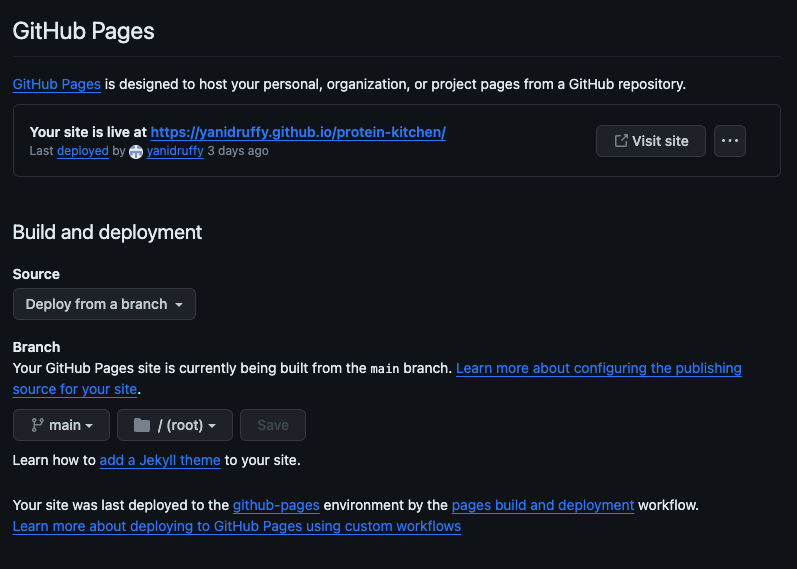 GitHub Pages
GitHub Pages is designed to host your personal, organization, or project pages from a GitHub repository.
Your site is live at https://yanidruffy.github.io/protein-kitchen/
Last deployed by yanidruffy 3 days ago
Visit site
Build and deployment
Source
Deploy from a branch
Branch
Your GitHub Pages site is currently being built from the main branch. Learn more about configuring the publishing
source for your site.
main
/ (root)
Save
Learn how to add a Jekyll theme to your site.
Your site was last deployed to the github-pages environment by the pages build and deployment workflow.
Learn more about deploying to GitHub Pages using custom workflows